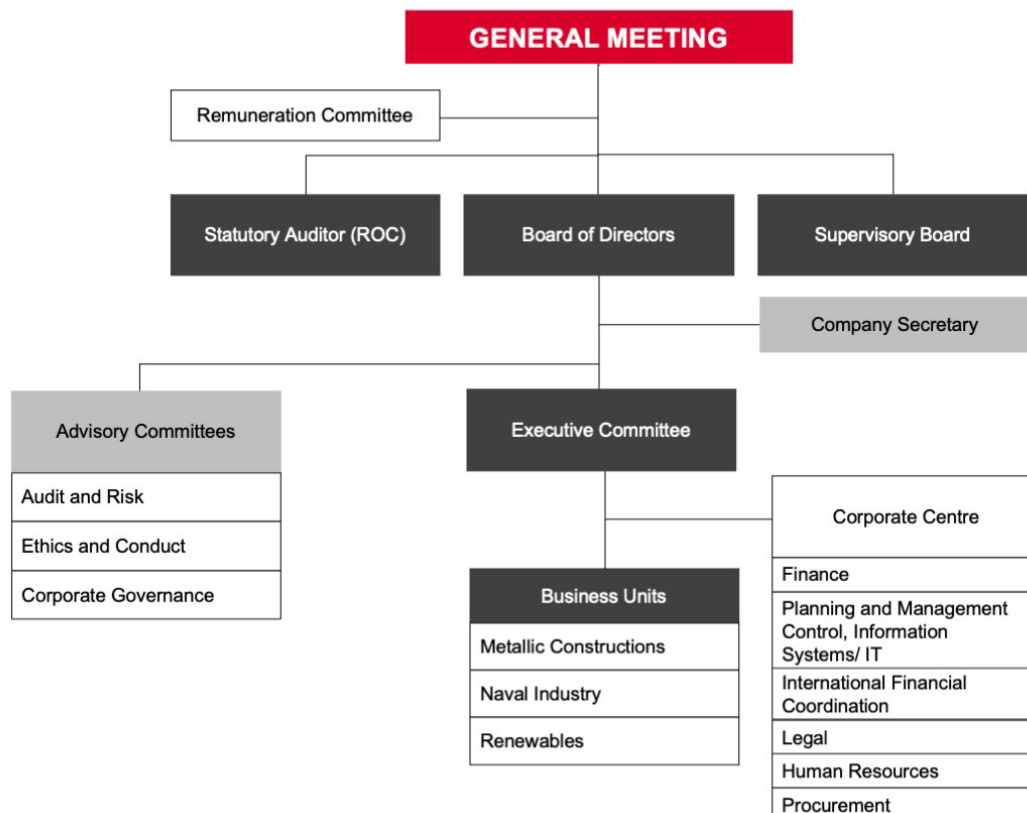 GENERAL MEETING
Remuneration Committee
Statutory Auditor (ROC)
Board of Directors
Supervisory Board
Company Secretary
Advisory Committees
Audit and Risk
Ethics and Conduct
Corporate Governance
Executive Committee
Business Units
Metallic Constructions
Naval Industry
Renewables
Corporate Centre
Finance
Planning and Management
Control, Information
Systems/ IT
International Financial
Coordination
Legal
Human Resources
Procurement